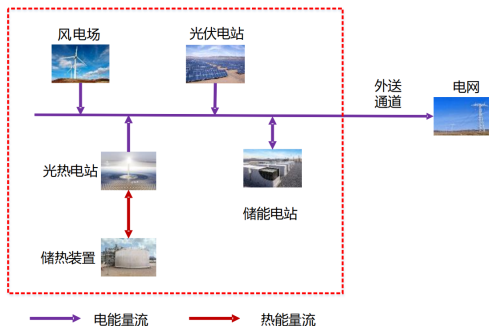 风电场
光伏电站
外送
通道
电网
光热电站
储能电站
储热装置
电能量流
热能量流